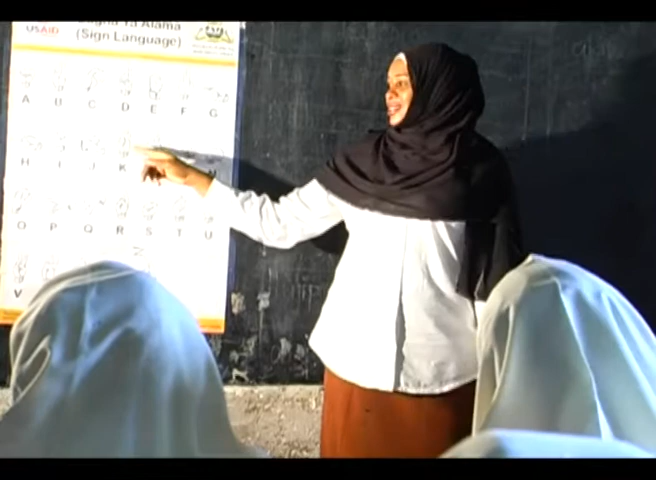 USAID
Lugha Ya Alama
(Sign Language)
A B C D E F G
H I J K N
O P Q R S T U
V